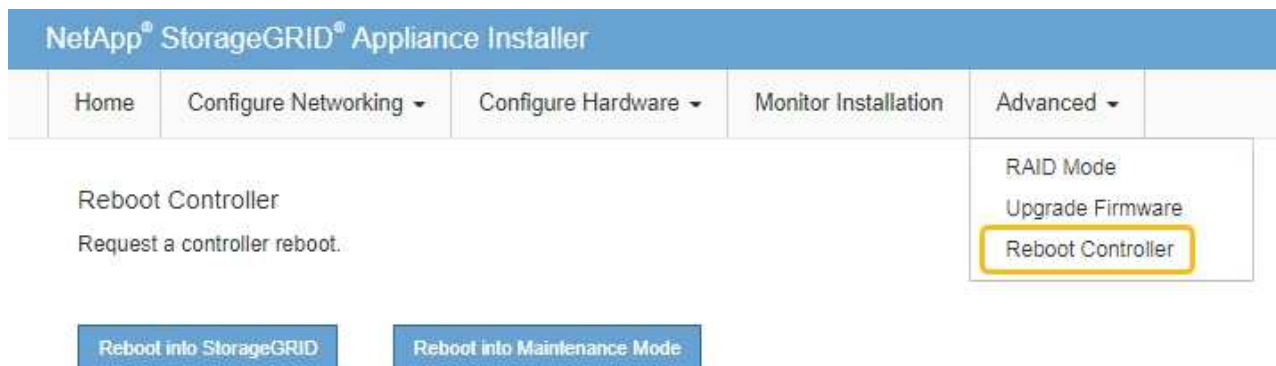 NetApp® StorageGRID® Appliance Installer
Home Configure Networking Configure Hardware Monitor Installation Advanced
RAID Mode
Upgrade Firmware
Reboot Controller
Reboot Controller
Request a controller reboot.
Reboot into StorageGRID Reboot into Maintenance Mode